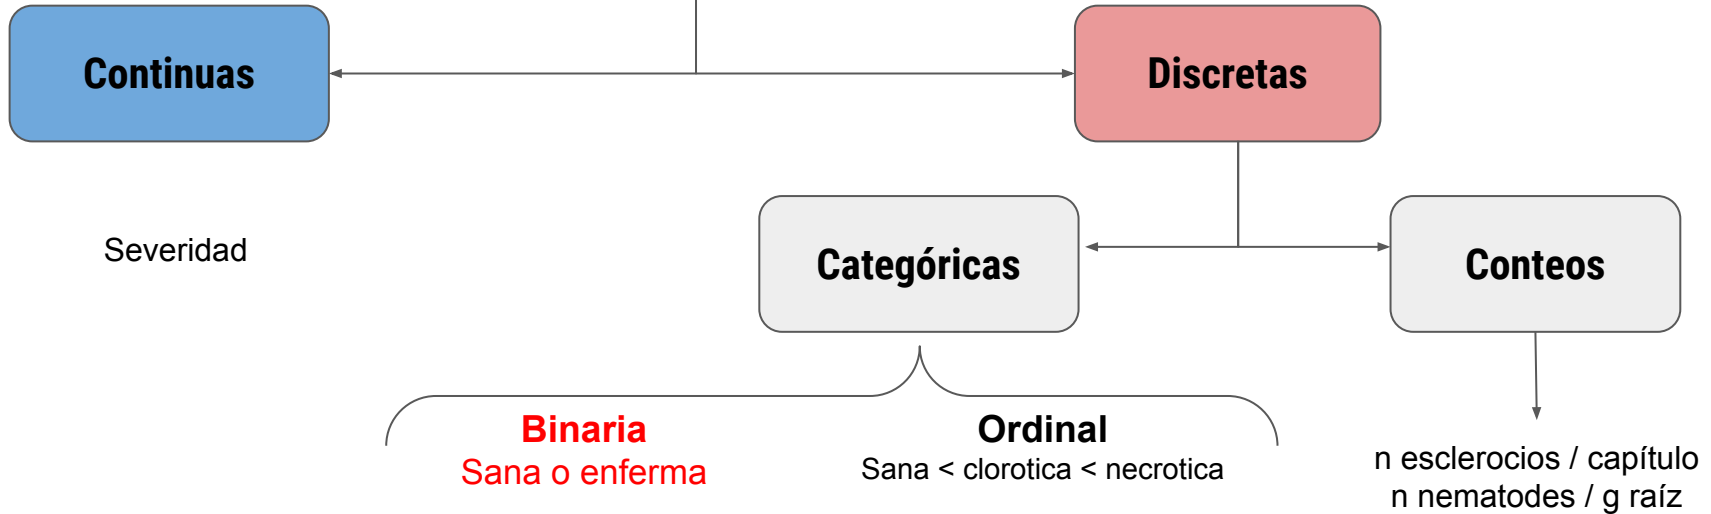 Continuas
Discretas
Severidad
Categóricas
Conteos
Binaria
Sana o enferma
Ordinal
Sana < clorotica < necrotica
n esclerocios / capítulo
n nematodes / g raíz